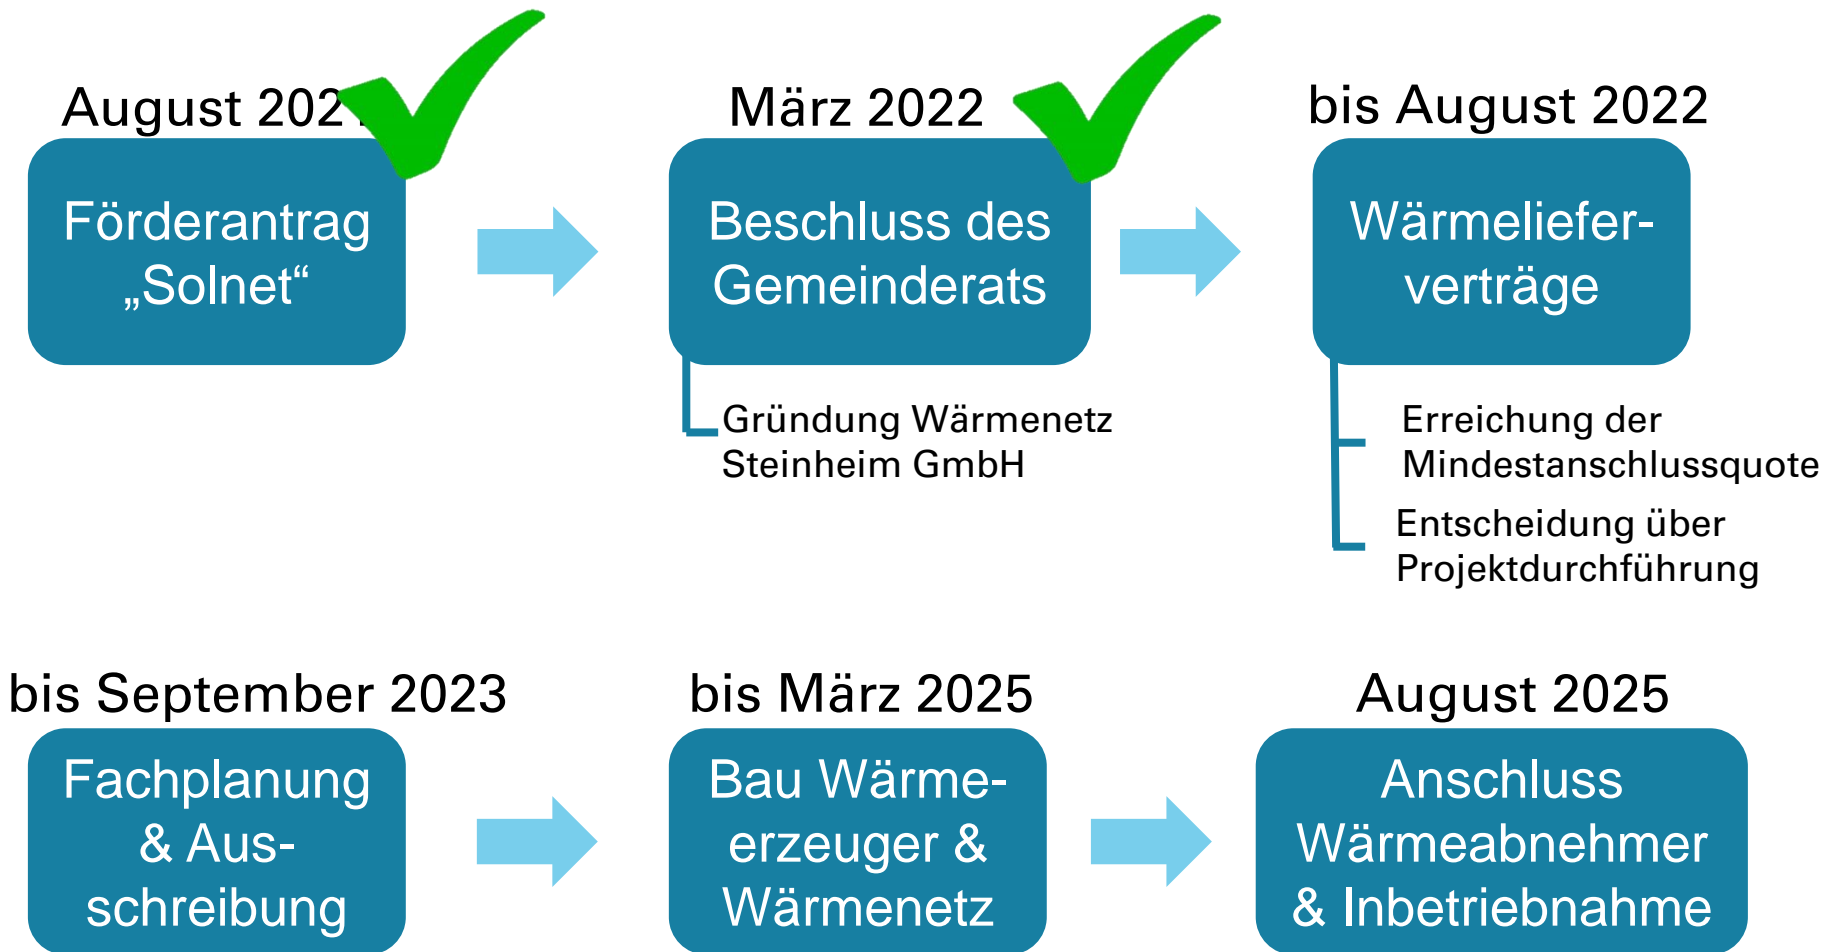 August 2021
Förderantrag
„Solnet“
März 2022
Beschluss des
Gemeinderats
Gründung Wärmenetz
Steinheim GmbH
bis August 2022
Wärmeliefer-
verträge
Erreichung der
Mindestanschlussquote
Entscheidung über
Projektdurchführung
bis September 2023
Fachplanung
& Aus-
schreibung
bis März 2025
Bau Wärme-
erzeuger &
Wärmenetz
August 2025
Anschluss
Wärmeabnehmer
& Inbetriebnahme